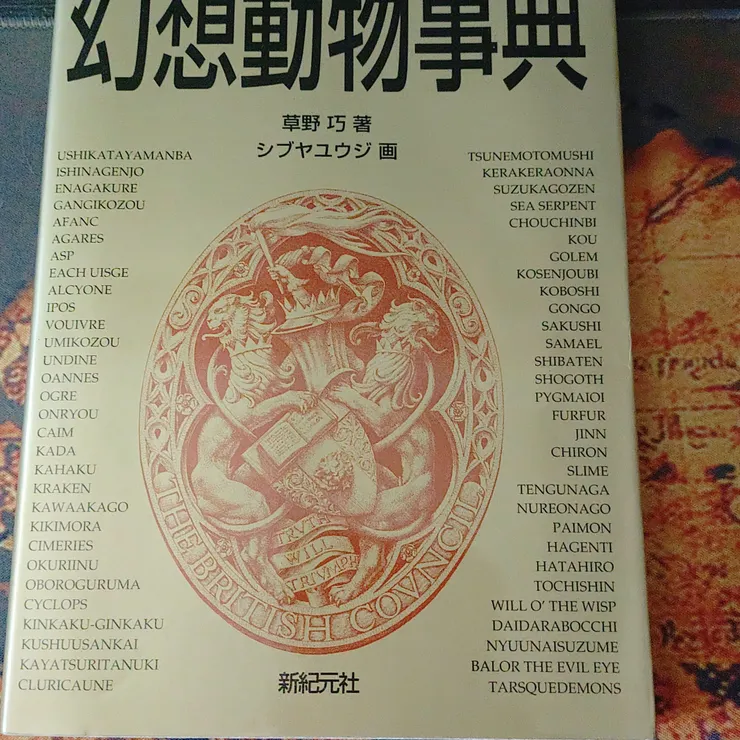 幻想動物事典
草野 巧 著
シブヤユウジ 画
USHIKATAYAMANBA
ISHINAGENJO
ENAGAKURE
GANGIKOZOU
AFANC
AGARES
ASP
EACH UISGE
ALCYONE
IPOS
VOUIVRE
UMIKOZOU
UNDINE
OANNES
OGRE
ONRYOU
CAIM
KADA
KAHAKU
KRAKEN
KAWAAKAGO
KIKIMORA
CIMERIES
OKURIINU
OBOROGURUMA
CYCLOPS
KINKAKU-GINKAKU
KUSHUUSANKAI
KAYATSURITANUKI
CLURICAUNE
TSUNEMOTOMUSHI
KERAKERAONNA
SUZUKAGOZEN
SEA SERPENT
CHOUCHINBI
KOU
GOLEM
KOSENJOUBI
KOBOSHI
GONGO
SAKUSHI
SAMAEL
SHIBATEN
SHOGOTH
PYGMAIOI
FURFUR
JINN
CHIRON
SLIME
TENGUNAGA
NUREONAGO
PAIMON
HAGENTI
HATAHIRO
TOCHISHIN
WILL O' THE WISP
DAIDARABOCCHI
NYUUNAISUZUME
BALOR THE EVIL EYE
TARSQUEDEMONS
TRVTH
WILL
TRIVMPH
THE BRITISH COVNCIL
新紀元社